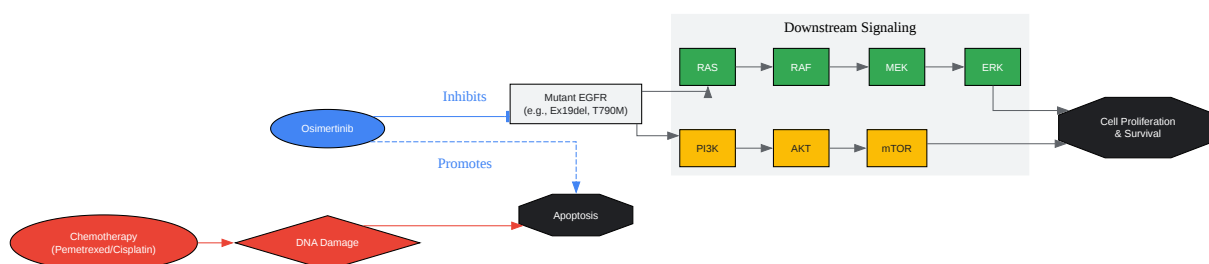 Downstream Signaling
RAS
RAF
MEK
ERK
Inhibits
Mutant EGFR
(e.g., Ex19del, T790M)
Osimertinib
Cell Proliferation
& Survival
PI3K
AKT
mTOR
Promotes
Apoptosis
Chemotherapy
(Pemetrexed/Cisplatin)
DNA Damage